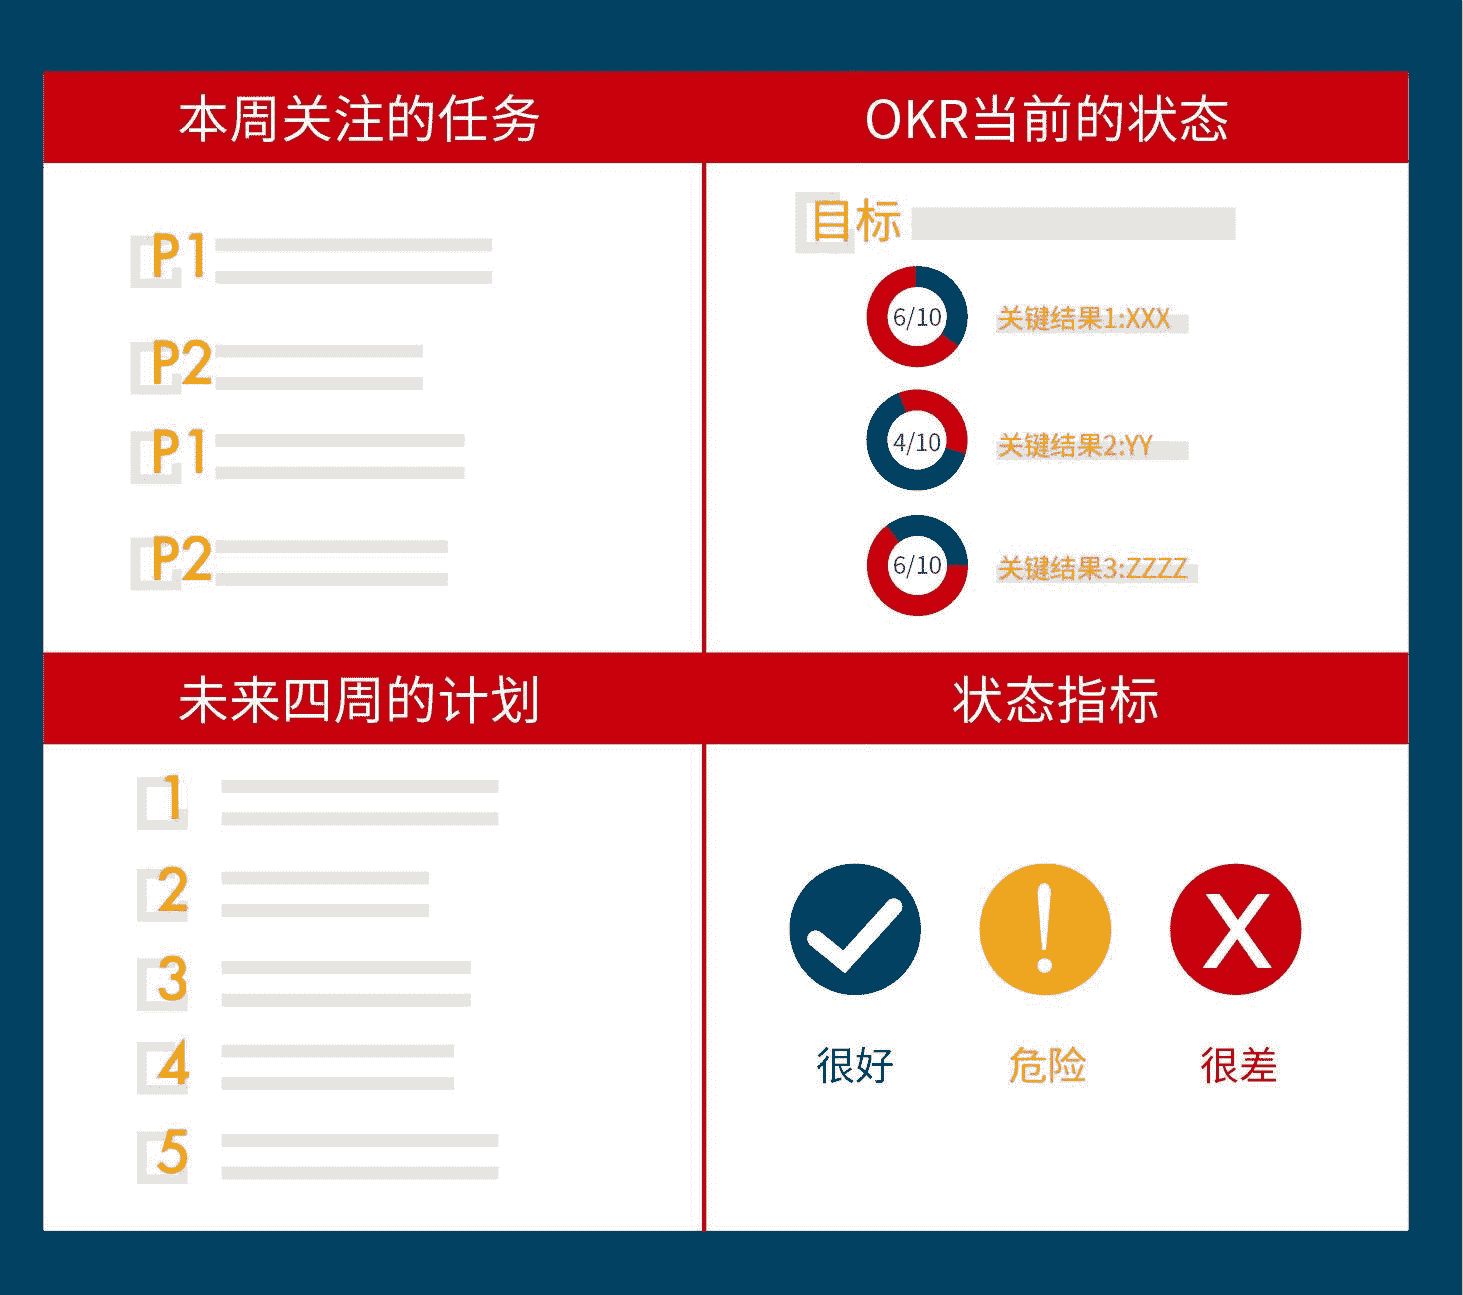 本周关注的任务
P1
P2
P1
P2
OKR当前的状态
目标
6/10 关键结果1:XXX
4/10 关键结果2:YY
6/10 关键结果3:ZZZZ
未来四周的计划
1
2
3
4
5
状态指标
! X
很好 危险 很差